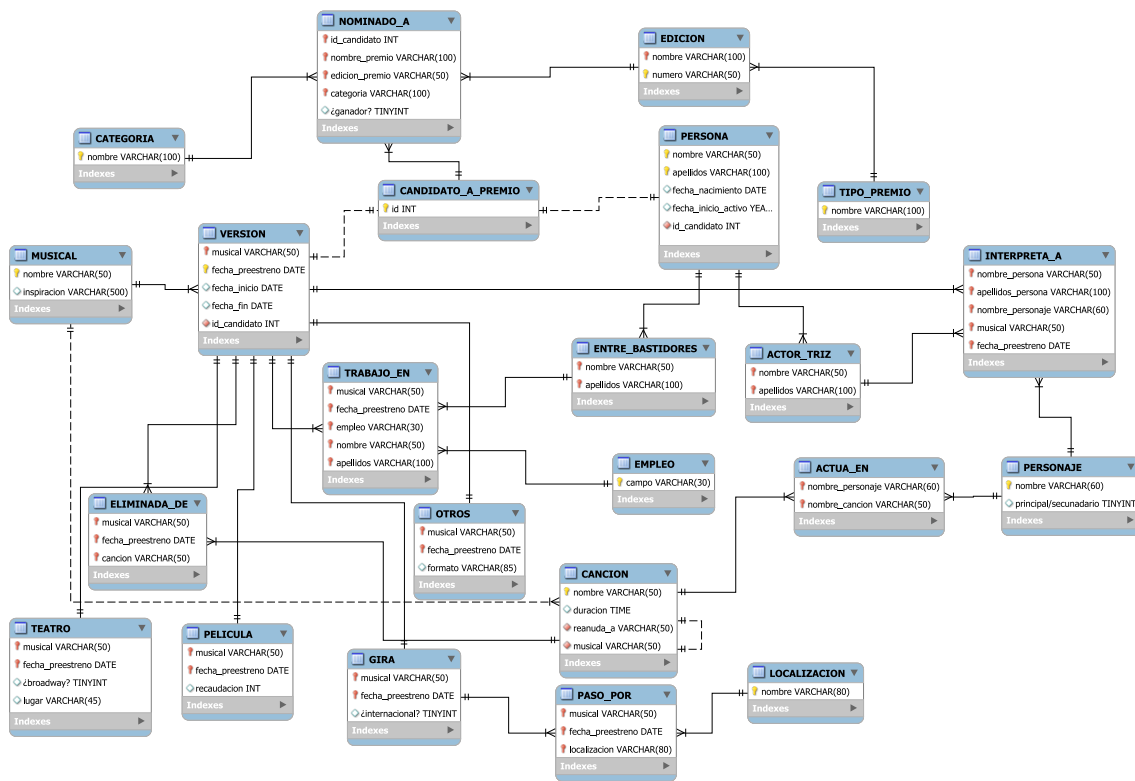 NOMINADO_A
id_candidato INT
nombre_premio VARCHAR(100)
edicion_premio VARCHAR(50)
categoria VARCHAR(100)
¿ganador? TINYINT
Indexes
EDICION
nombre VARCHAR(100)
numero VARCHAR(50)
Indexes
CATEGORIA
nombre VARCHAR(100)
Indexes
PERSONA
nombre VARCHAR(50)
apellidos VARCHAR(100)
fecha_nacimiento DATE
fecha_inicio_activo YEA...
id_candidato INT
Indexes
CANDIDATO_A_PREMIO
id INT
Indexes
TIPO_PREMIO
nombre VARCHAR(100)
Indexes
MUSICAL
nombre VARCHAR(50)
inspiracion VARCHAR(500)
Indexes
VERSION
musical VARCHAR(50)
fecha_preestreno DATE
fecha_inicio DATE
fecha_fin DATE
id_candidato INT
Indexes
INTERPRETA_A
nombre_persona VARCHAR(50)
apellidos_persona VARCHAR(100)
nombre_personaje VARCHAR(60)
musical VARCHAR(50)
fecha_preestreno DATE
Indexes
ENTRE_BASTIDORES
nombre VARCHAR(50)
apellidos VARCHAR(100)
Indexes
ACTOR_TRIZ
nombre VARCHAR(50)
apellidos VARCHAR(100)
Indexes
TRABAJO_EN
musical VARCHAR(50)
fecha_preestreno DATE
empleo VARCHAR(30)
nombre VARCHAR(50)
apellidos VARCHAR(100)
Indexes
EMPLEO
campo VARCHAR(30)
Indexes
ACTUA_EN
nombre_personaje VARCHAR(60)
nombre_cancion VARCHAR(50)
Indexes
PERSONAJE
nombre VARCHAR(60)
principal/secundario TINYINT
Indexes
ELIMINADA_DE
musical VARCHAR(50)
fecha_preestreno DATE
cancion VARCHAR(50)
Indexes
OTROS
musical VARCHAR(50)
fecha_preestreno DATE
formato VARCHAR(85)
Indexes
CANCION
nombre VARCHAR(50)
duracion TIME
reanuda_a VARCHAR(50)
musical VARCHAR(50)
Indexes
TEATRO
musical VARCHAR(50)
fecha_preestreno DATE
¿broadway? TINYINT
lugar VARCHAR(45)
Indexes
PELICULA
musical VARCHAR(50)
fecha_preestreno DATE
recaudacion INT
Indexes
GIRA
musical VARCHAR(50)
fecha_preestreno DATE
¿internacional? TINYINT
Indexes
PASO_POR
musical VARCHAR(50)
fecha_preestreno DATE
localizacion VARCHAR(80)
Indexes
LOCALIZACION
nombre VARCHAR(80)
Indexes